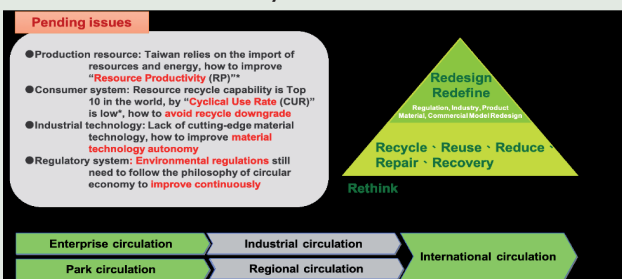 Pending issues
●Production resource: Taiwan relies on the import of
resources and energy, how to improve
“Resource Productivity (RP)”*
●Consumer system: Resource recycle capability is Top
10 in the world, by “Cyclical Use Rate (CUR)”
is low*, how to avoid recycle downgrade
●Industrial technology: Lack of cutting-edge material
technology, how to improve material
technology autonomy
●Regulatory system: Environmental regulations still
need to follow the philosophy of circular
economy to improve continuously
Redesign
Redefine
Regulation, Industry, Product
Material, Commercial Model Redesign
Recycle、Reuse、Reduce、
Repair、Recovery
Rethink
Enterprise circulation
Industrial circulation
International circulation
Park circulation
Regional circulation